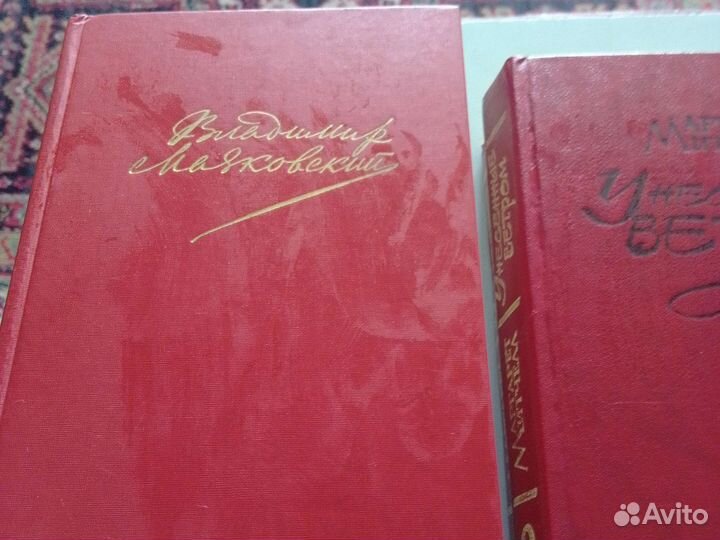 Владимир
Маяковский
Унесенные
ветром
Маргарет
Митчелл
Avito